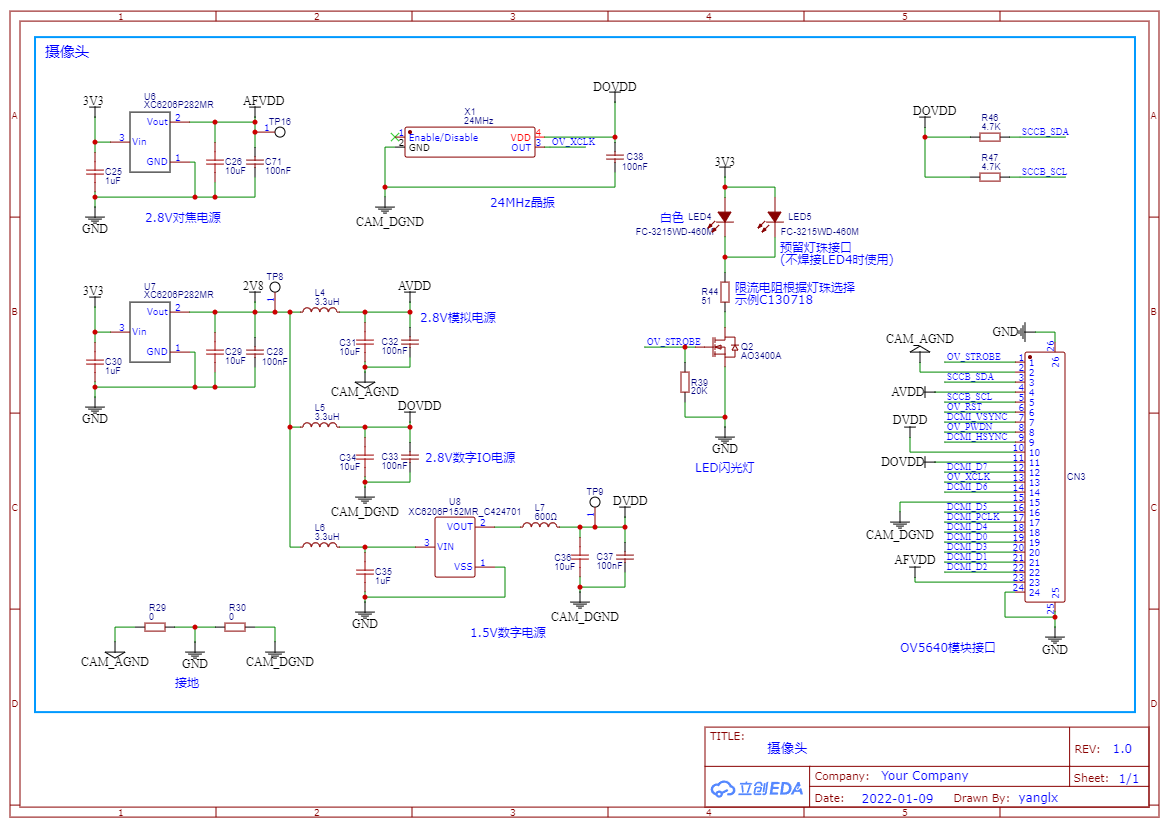 1 2 3 4 5
A
B
C
D
摄像头
3V3
U6
XC6206P282MR
AFVDD
TP16
1
Vout 2
3 Vin
GND 1
C25
1uF
C26
10uF
C71
100nF
GND
2.8V对焦电源
X1
24MHz
DOVDD
1 Enable/Disable
2 GND
VDD 4
OUT 3
OV_XCLK
C38
100nF
CAM_DGND
24MHz晶振
3V3
白色 LED4
FC-3215WD-460M
LED5
FC-3215WD-460M
预留灯珠接口
(不焊接LED4时使用)
R44
51
限流电阻根据灯珠选择
示例C130718
OV_STROBE
Q2
AO3400A
R39
20K
GND
LED闪光灯
DOVDD
R46
4.7K
SCCB_SDA
R47
4.7K
SCCB_SCL
3V3
U7
XC6206P282MR
2V8
TP8
1
Vout 2
3 Vin
GND 1
C30
1uF
C29
10uF
C28
100nF
GND
L4
3.3uH
AVDD
2.8V模拟电源
C31
10uF
C32
100nF
CAM_AGND
L5
3.3uH
DOVDD
C34
10uF
C33
100nF
2.8V数字IO电源
CAM_DGND
L6
3.3uH
C35
1uF
GND
U8
XC6206P152MR_C424701
VOUT 2
3 VIN
VSS 1
L7
600Ω
TP9
1
DVDD
C36
10uF
C37
100nF
CAM_DGND
1.5V数字电源
R29
0
R30
0
CAM_AGND
GND
CAM_DGND
接地
GND
26
26
CAM_AGND
AVDD
DVDD
DOVDD
CAM_DGND
AFVDD
OV_STROBE 1 1
2 2
SCCB_SDA 3 3
4 4
SCCB_SCL 5 5
OV_RST 6 6
DCMI_VSYNC 7 7
OV_PWDN 8 8
DCMI_HSYNC 9 9
10 10
11 11
DCMI_D7 12 12
OV_XCLK 13 13
DCMI_D6 14 14
15 15
DCMI_D5 16 16
DCMI_PCLK 17 17
DCMI_D4 18 18
DCMI_D0 19 19
DCMI_D3 20 20
DCMI_D1 21 21
DCMI_D2 22 22
23 23
24 24
25
25
CN3
GND
OV5640模块接口
TITLE:
摄像头
REV: 1.0
立创EDA
Company: Your Company
Sheet: 1/1
Date: 2022-01-09 Drawn By: yanglx
A
B
C
D
1 2 3 4 5